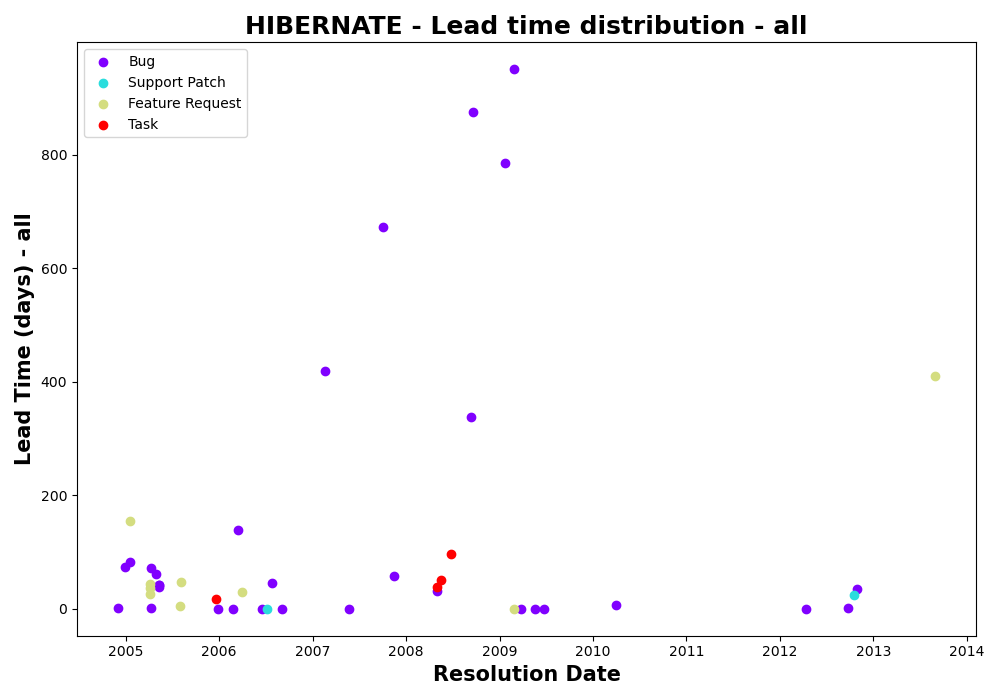 HIBERNATE - Lead time distribution - all
Bug
Support Patch
Feature Request
Task
Lead Time (days) - all
800
600
400
200
0
2005 2006 2007 2008 2009 2010 2011 2012 2013 2014
Resolution Date